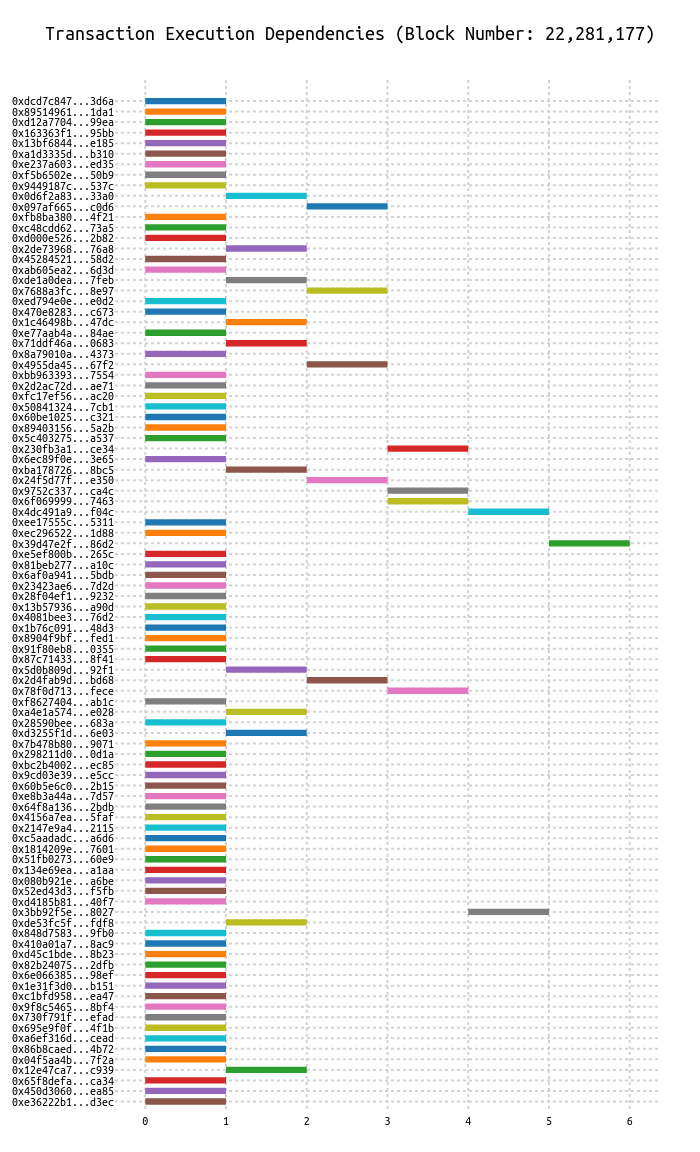 Transaction Execution Dependencies (Block Number: 22,281,177)
0xdcd7c847...3d6a
0x89514961...1da1
0xd12a7704...99ea
0x163363f1...95bb
0x13bf6844...e185
0xa1d3335d...b310
0xe237a603...ed35
0xf5b6502e...50b9
0x9449187c...537c
0x0d6f2a83...33a0
0x097af665...c0d6
0xfb8ba380...4f21
0xc48cdd62...73a5
0xd000e526...2b82
0x2de73968...76a8
0x45284521...58d2
0xab605ea2...6d3d
0xde1a0dea...7feb
0x7688a3fc...8e97
0xed794e0e...e0d2
0x470e8283...c673
0x1c46498b...47dc
0xe77aab4a...84ae
0x71ddf46a...0683
0x8a79010a...4373
0x4955da45...67f2
0xbb963393...7554
0x2d2ac72d...ae71
0xfc17ef56...ac20
0x50841324...7cb1
0x60be1025...c321
0x89403156...5a2b
0x5c403275...a537
0x230fb3a1...ce34
0x6ec89f0e...3e65
0xba178726...8bc5
0x24f5d77f...e350
0x9752c337...ca4c
0x6f069999...7463
0x4dc491a9...f04c
0xee17555c...5311
0xec296522...1d88
0x39d47e2f...86d2
0xe5ef800b...265c
0x81beb277...a10c
0x6af0a941...5bdb
0x23423ae6...7d2d
0x28f04ef1...9232
0x13b57936...a90d
0x4081bee3...76d2
0x1b76c091...48d3
0x8904f9bf...fed1
0x91f80eb8...0355
0x87c71433...8f41
0x5d0b809d...92f1
0x2d4fab9d...bd68
0x78f0d713...fece
0xf8627404...ab1c
0xa4e1a574...e028
0x28590bee...683a
0xd3255f1d...6e03
0x7b478b80...9071
0x298211d0...0d1a
0xbc2b4002...ec85
0x9cd03e39...e5cc
0x60b5e6c0...2b15
0xe8b3a44a...7d57
0x64f8a136...2bdb
0x4156a7ea...5faf
0x2147e9a4...2115
0xc5aadadc...a6d6
0x1814209e...7601
0x51fb0273...60e9
0x134e69ea...a1aa
0x080b921e...a6be
0x52ed43d3...f5fb
0xd4185b81...40f7
0x3bb92f5e...8027
0xde53fc5f...fdf8
0x848d7583...9fb0
0x410a01a7...8ac9
0xd45c1bde...8b23
0x82b24075...2dfb
0x6e066385...98ef
0x1e31f3d0...b151
0xc1bfd958...ea47
0x9f8c5465...8bf4
0x730f791f...efad
0x695e9f0f...4f1b
0xa6ef316d...cead
0x86b8caed...4b72
0x04f5aa4b...7f2a
0x12e47ca7...c939
0x65f8defa...ca34
0x450d3060...ea85
0xe36222b1...d3ec
0 1 2 3 4 5 6